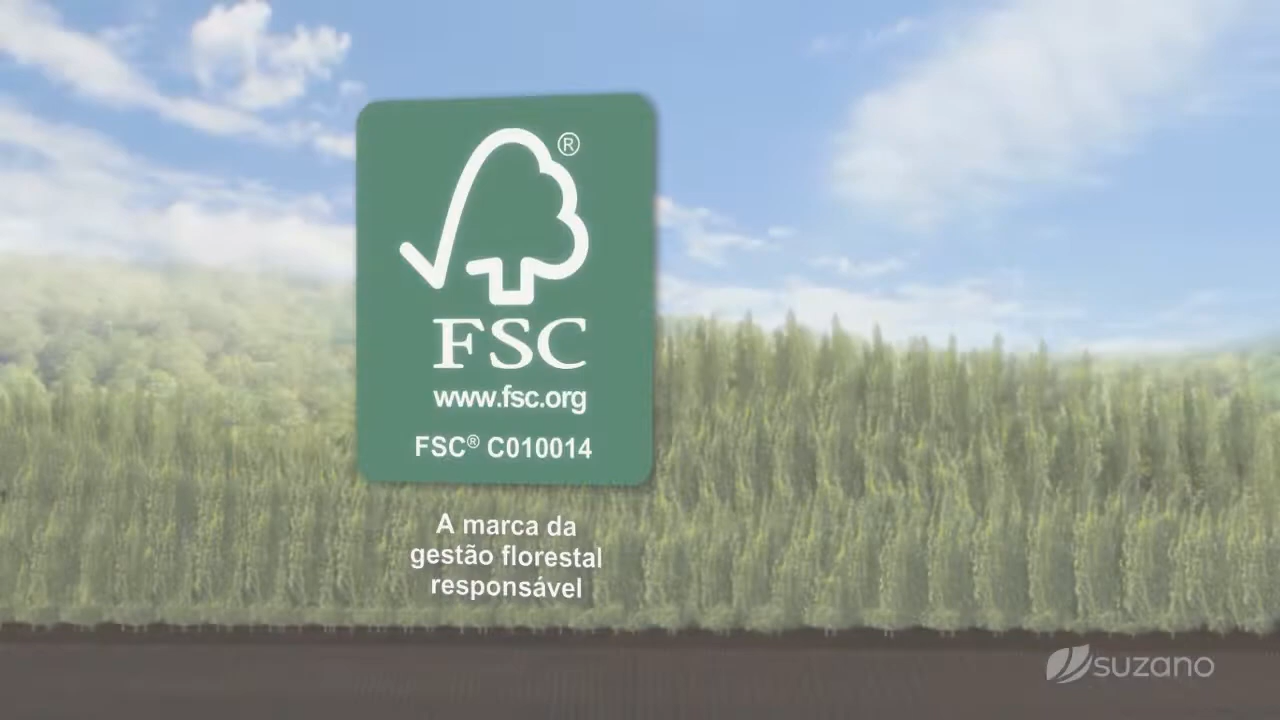 ®
FSC
www.fsc.org
FSC® C010014
A marca da
gestão florestal
responsável
suzano